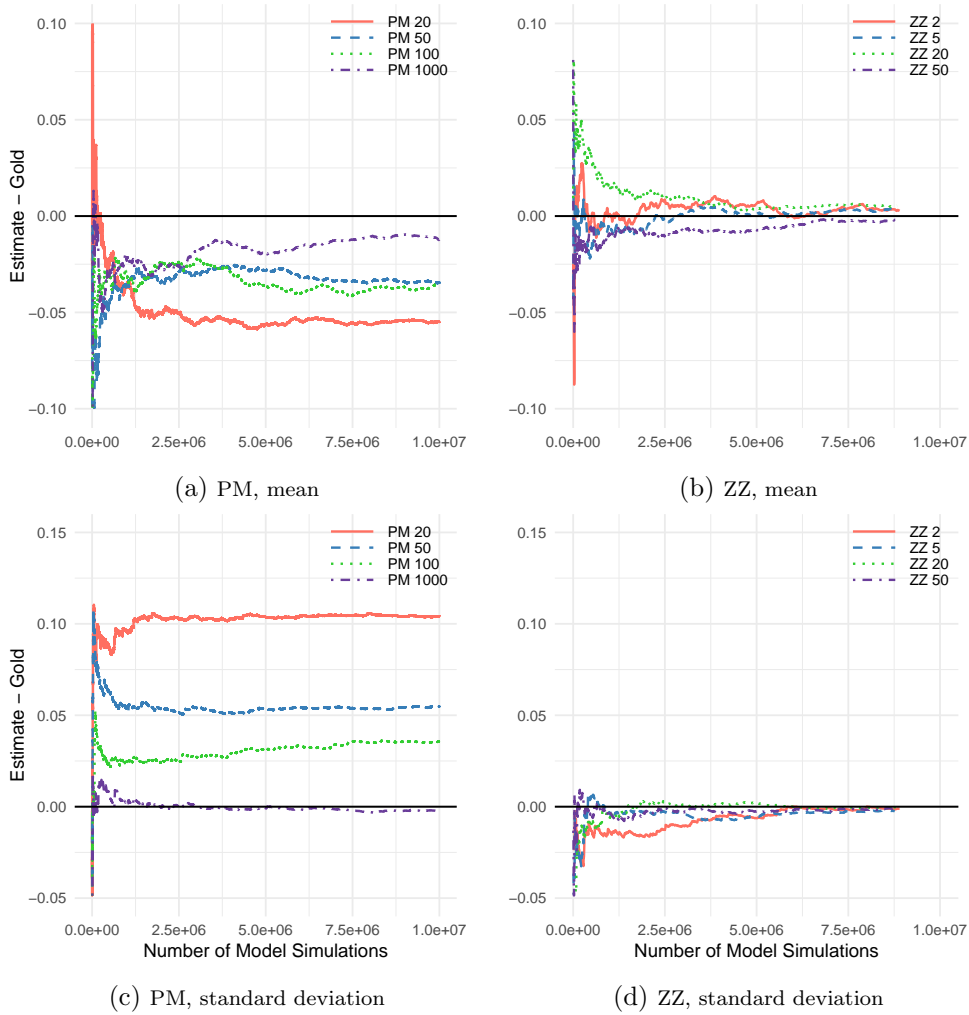 Estimate − Gold
0.10
0.05
0.00
−0.05
−0.10
PM 20
PM 50
PM 100
PM 1000
0.0e+00 2.5e+06 5.0e+06 7.5e+06 1.0e+07
(a) PM, mean
0.10
0.05
0.00
−0.05
−0.10
ZZ 2
ZZ 5
ZZ 20
ZZ 50
0.0e+00 2.5e+06 5.0e+06 7.5e+06 1.0e+07
(b) ZZ, mean
Estimate − Gold
0.15
0.10
0.05
0.00
−0.05
PM 20
PM 50
PM 100
PM 1000
0.0e+00 2.5e+06 5.0e+06 7.5e+06 1.0e+07
Number of Model Simulations
(c) PM, standard deviation
0.15
0.10
0.05
0.00
−0.05
ZZ 2
ZZ 5
ZZ 20
ZZ 50
0.0e+00 2.5e+06 5.0e+06 7.5e+06 1.0e+07
Number of Model Simulations
(d) ZZ, standard deviation